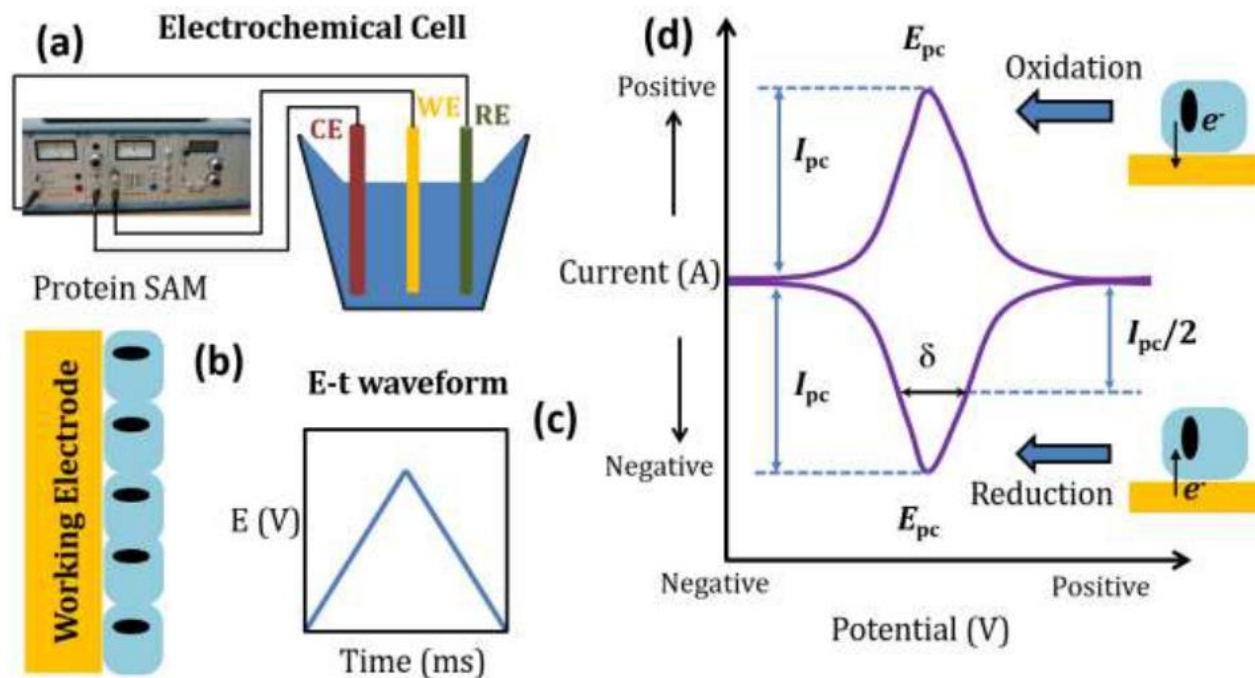 (a)
Electrochemical Cell
CE
WE
RE
Protein SAM
Working Electrode
(b)
E-t waveform
(c)
E (V)
Time (ms)
(d)
Epc
Oxidation
Positive
e-
Ipc
Current (A)
Ipc/2
δ
Ipc
Negative
Reduction
e-
Epc
Negative
Positive
Potential (V)